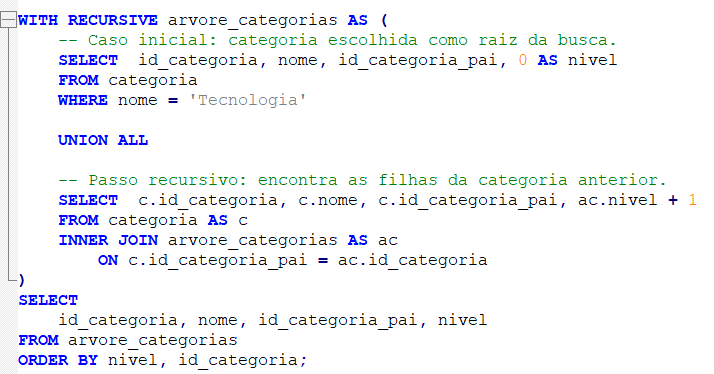 WITH RECURSIVE arvore_categorias AS (
    -- Caso inicial: categoria escolhida como raiz da busca.
    SELECT  id_categoria, nome, id_categoria_pai, 0 AS nivel
    FROM categoria
    WHERE nome = 'Tecnologia'

    UNION ALL

    -- Passo recursivo: encontra as filhas da categoria anterior.
    SELECT  c.id_categoria, c.nome, c.id_categoria_pai, ac.nivel + 1
    FROM categoria AS c
    INNER JOIN arvore_categorias AS ac
        ON c.id_categoria_pai = ac.id_categoria
)
SELECT
    id_categoria, nome, id_categoria_pai, nivel
FROM arvore_categorias
ORDER BY nivel, id_categoria;